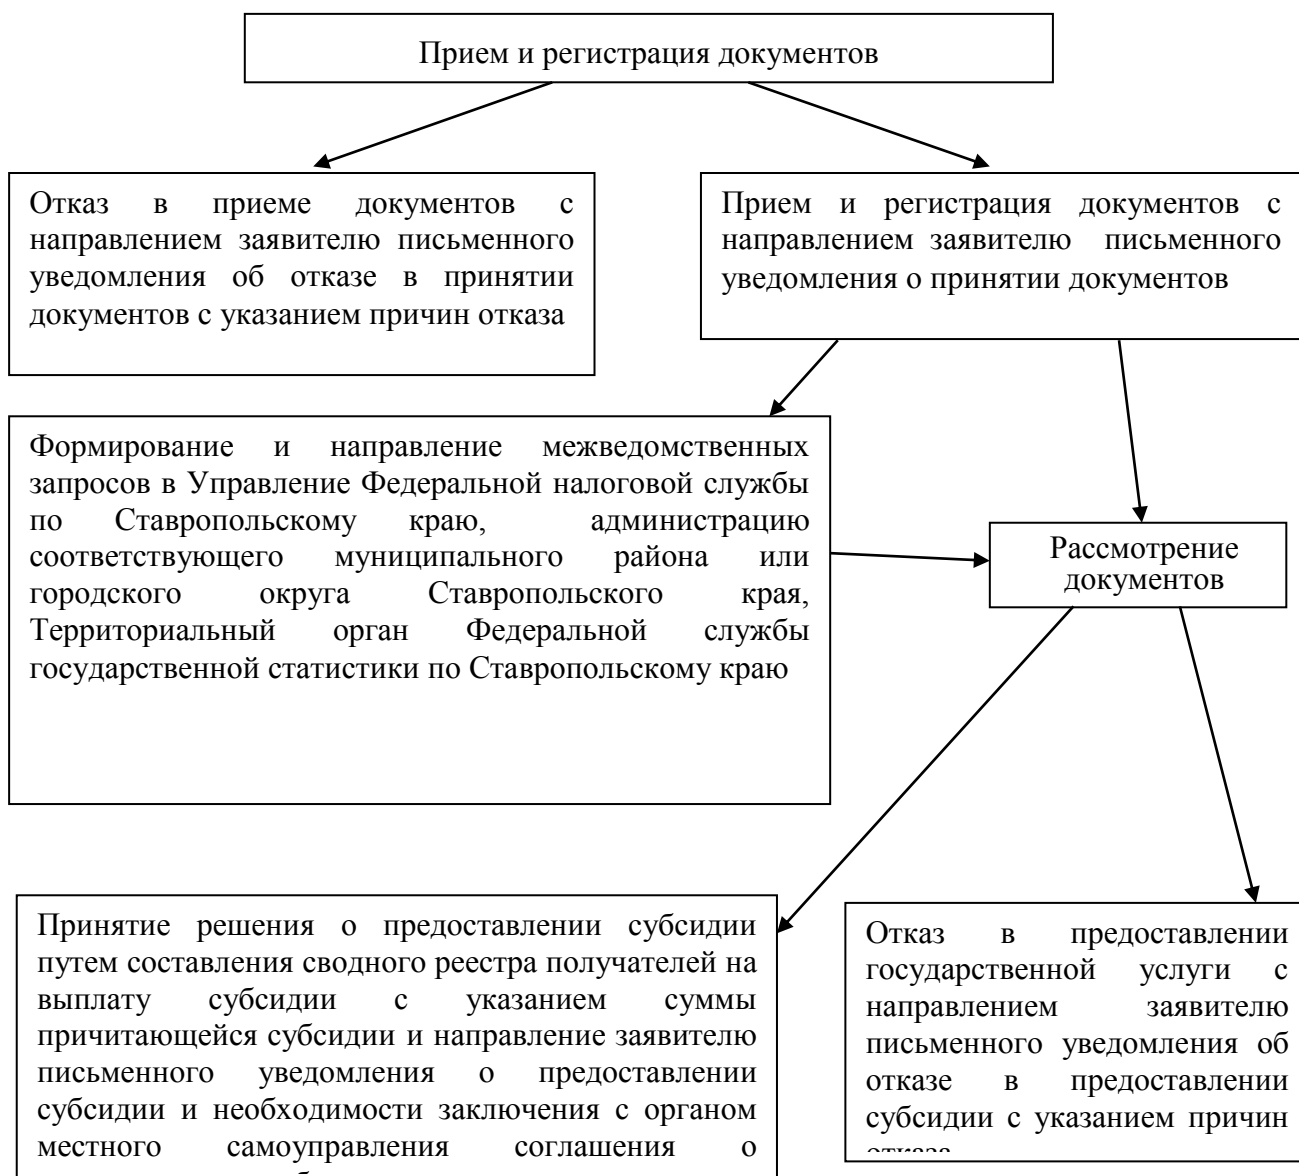 Прием и регистрация документов
Отказ в приеме документов с
направлением заявителю письменного
уведомления об отказе в принятии
документов с указанием причин отказа
Прием и регистрация документов с
направлением заявителю письменного
уведомления о принятии документов
Формирование и направление межведомственных
запросов в Управление Федеральной налоговой службы
по Ставропольскому краю, администрацию
соответствующего муниципального района или
городского округа Ставропольского края,
Территориальный орган Федеральной службы
государственной статистики по Ставропольскому краю
Рассмотрение
документов
Принятие решения о предоставлении субсидии
путем составления сводного реестра получателей на
выплату субсидии с указанием суммы
причитающейся субсидии и направление заявителю
письменного уведомления о предоставлении
субсидии и необходимости заключения с органом
местного самоуправления соглашения о
Отказ в предоставлении
государственной услуги с
направлением заявителю
письменного уведомления об
отказе в предоставлении
субсидии с указанием причин
отказа